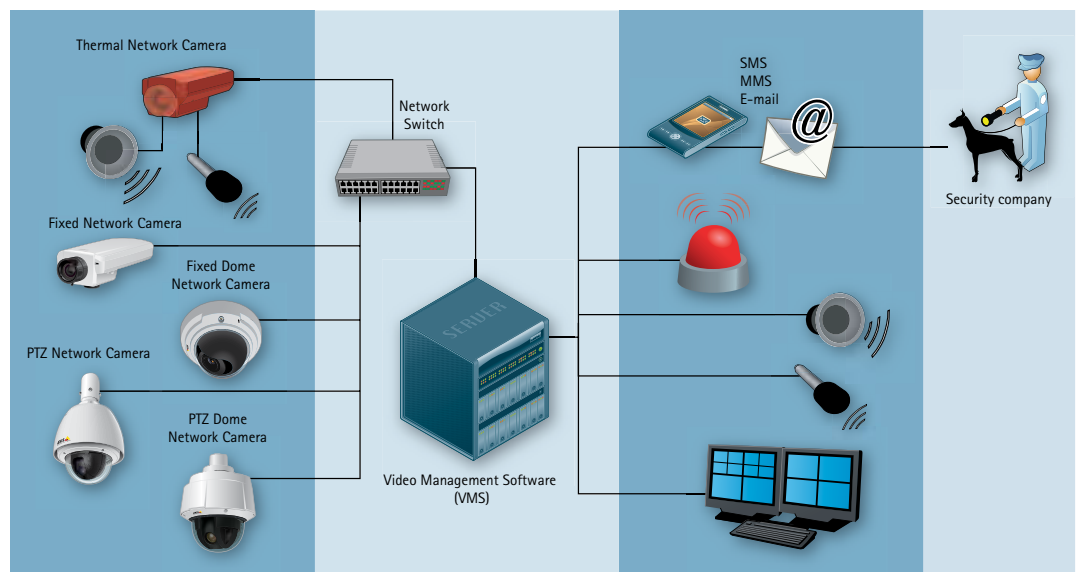 Thermal Network Camera
Network
Switch
SMS
MMS
E-mail
@
Security company
Fixed Network Camera
Fixed Dome
Network Camera
SERVER
PTZ Network Camera
PTZ Dome
Network Camera
Video Management Software
(VMS)